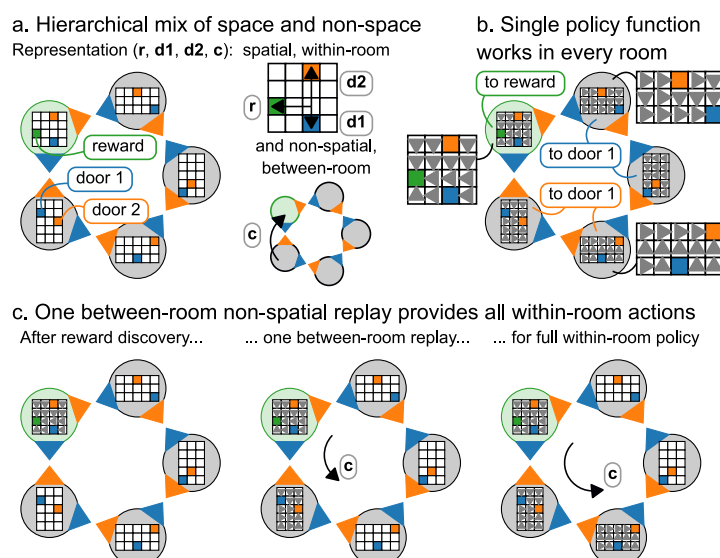 a. Hierarchical mix of space and non-space
Representation (r, d1, d2, c): spatial, within-room
d2
r
d1
reward
door 1
door 2
and non-spatial,
between-room
c
b. Single policy function
works in every room
to reward
to door 1
to door 1
c. One between-room non-spatial replay provides all within-room actions
After reward discovery...
... one between-room replay...
... for full within-room policy
c
c